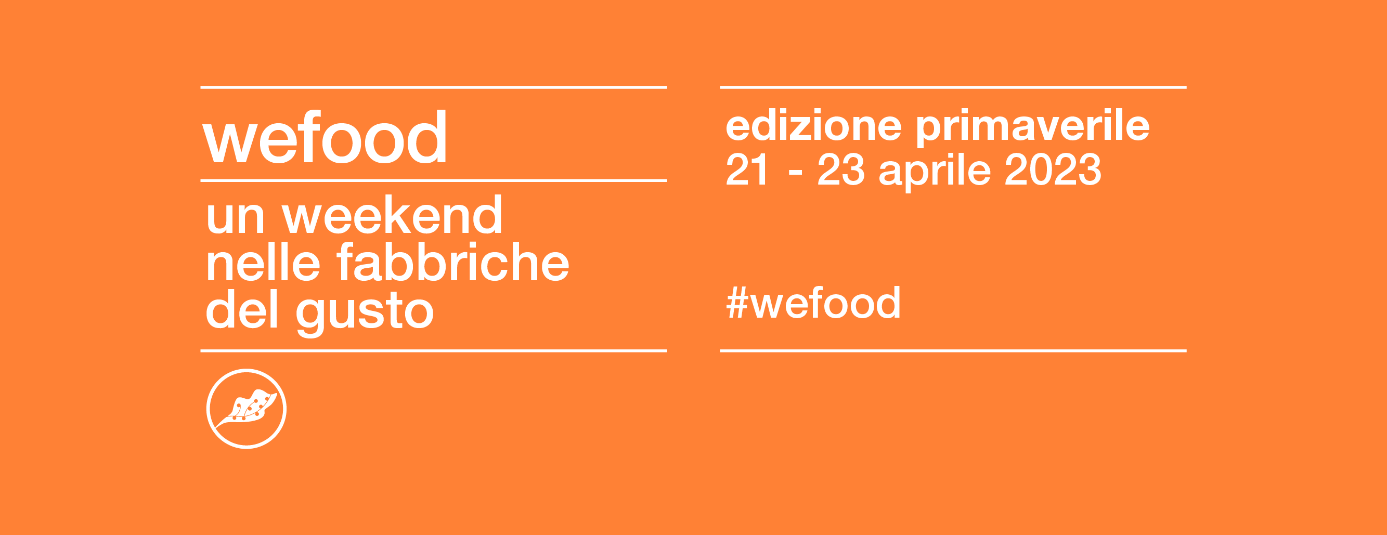 wefood
un weekend
nelle fabbriche
del gusto
edizione primaverile
21 - 23 aprile 2023
#wefood